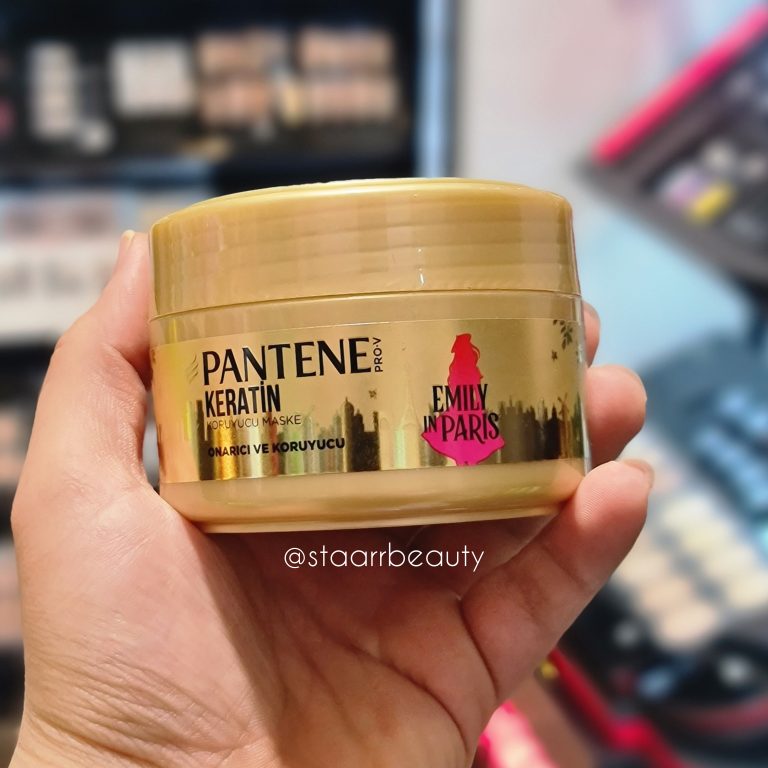 PANTENE
PRO-V
KERATİN
KORUYUCU MASKE
ONARICI VE KORUYUCU
EMILY
IN PARIS
@staarrbeauty